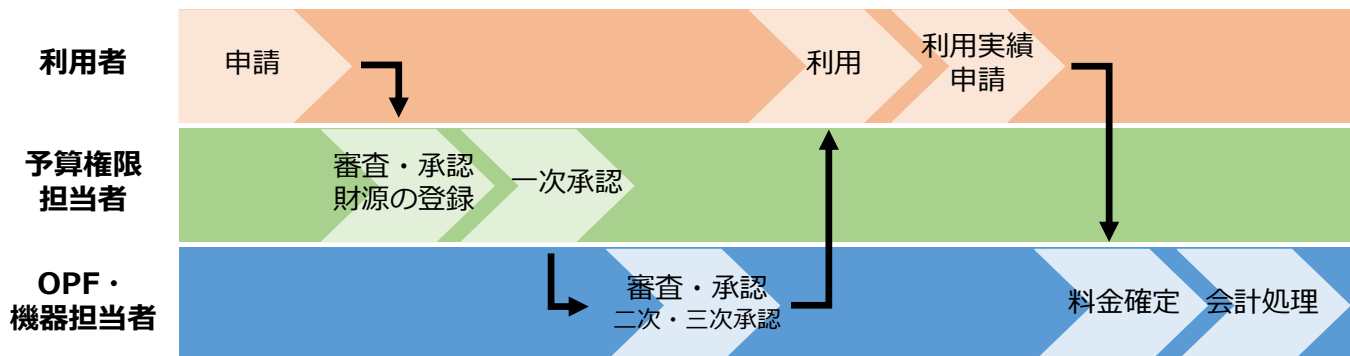 利用者
申請
利用
利用実績
申請
予算権限
担当者
審査・承認
財源の登録
一次承認
OPF・
機器担当者
審査・承認
二次・三次承認
料金確定
会計処理